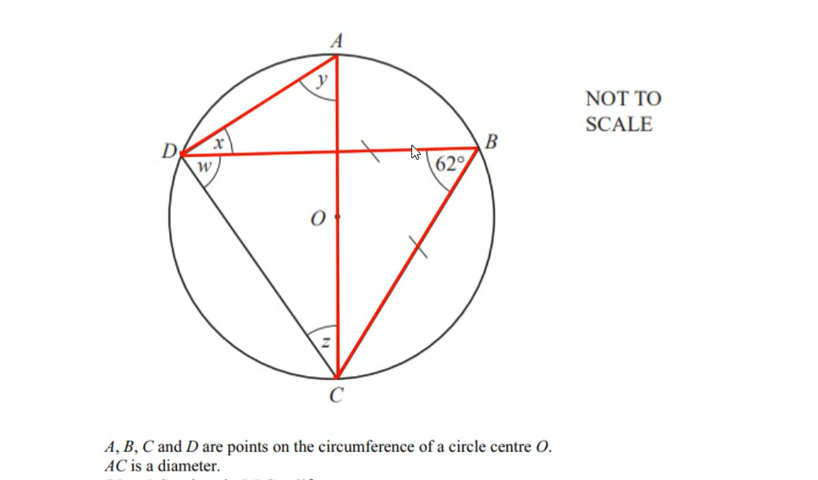 A
y
NOT TO
SCALE
D
x
B
w
62°
O
z
C
A, B, C and D are points on the circumference of a circle centre O.
AC is a diameter.